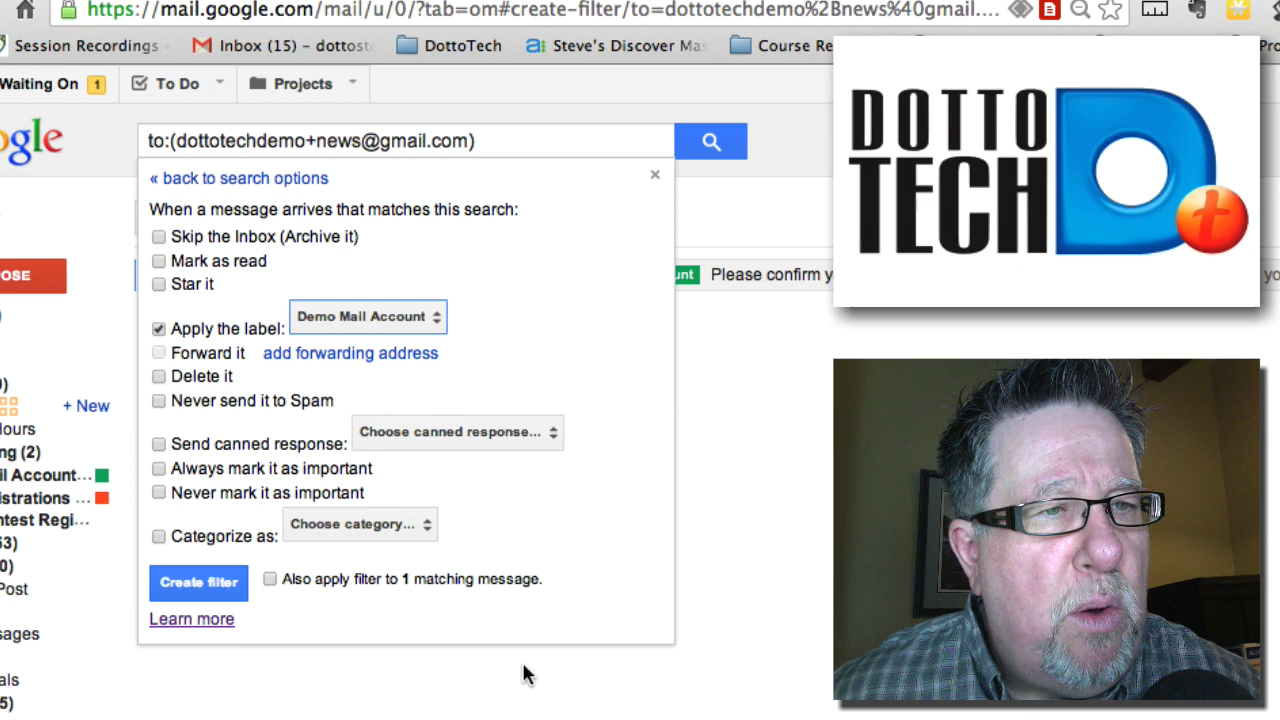 https://mail.google.com/mail/u/0/?tab=om#create-filter/to=dottotechdemo%2Bnews%40gmail.com....
Session Recordings
Inbox (15) – dottoste
DottoTech
Steve's Discover Mas
Course Re
Pro
Waiting On 1
To Do
Projects
DOTTO
TECH
t
ogle
to:(dottotechdemo+news@gmail.com)
« back to search options
×
When a message arrives that matches this search:
Skip the Inbox (Archive it)
Mark as read
OSE
Star it
unt
Please confirm y
yo
Apply the label:
Demo Mail Account
Forward it
add forwarding address
Delete it
Never send it to Spam
+ New
Hours
Send canned response:
Choose canned response...
ng (2)
Always mark it as important
il Account...
Never mark it as important
istrations ...
ntest Regi...
Categorize as:
Choose category...
53)
0)
Create filter
Also apply filter to 1 matching message.
Post
Learn more
sages
als
5)